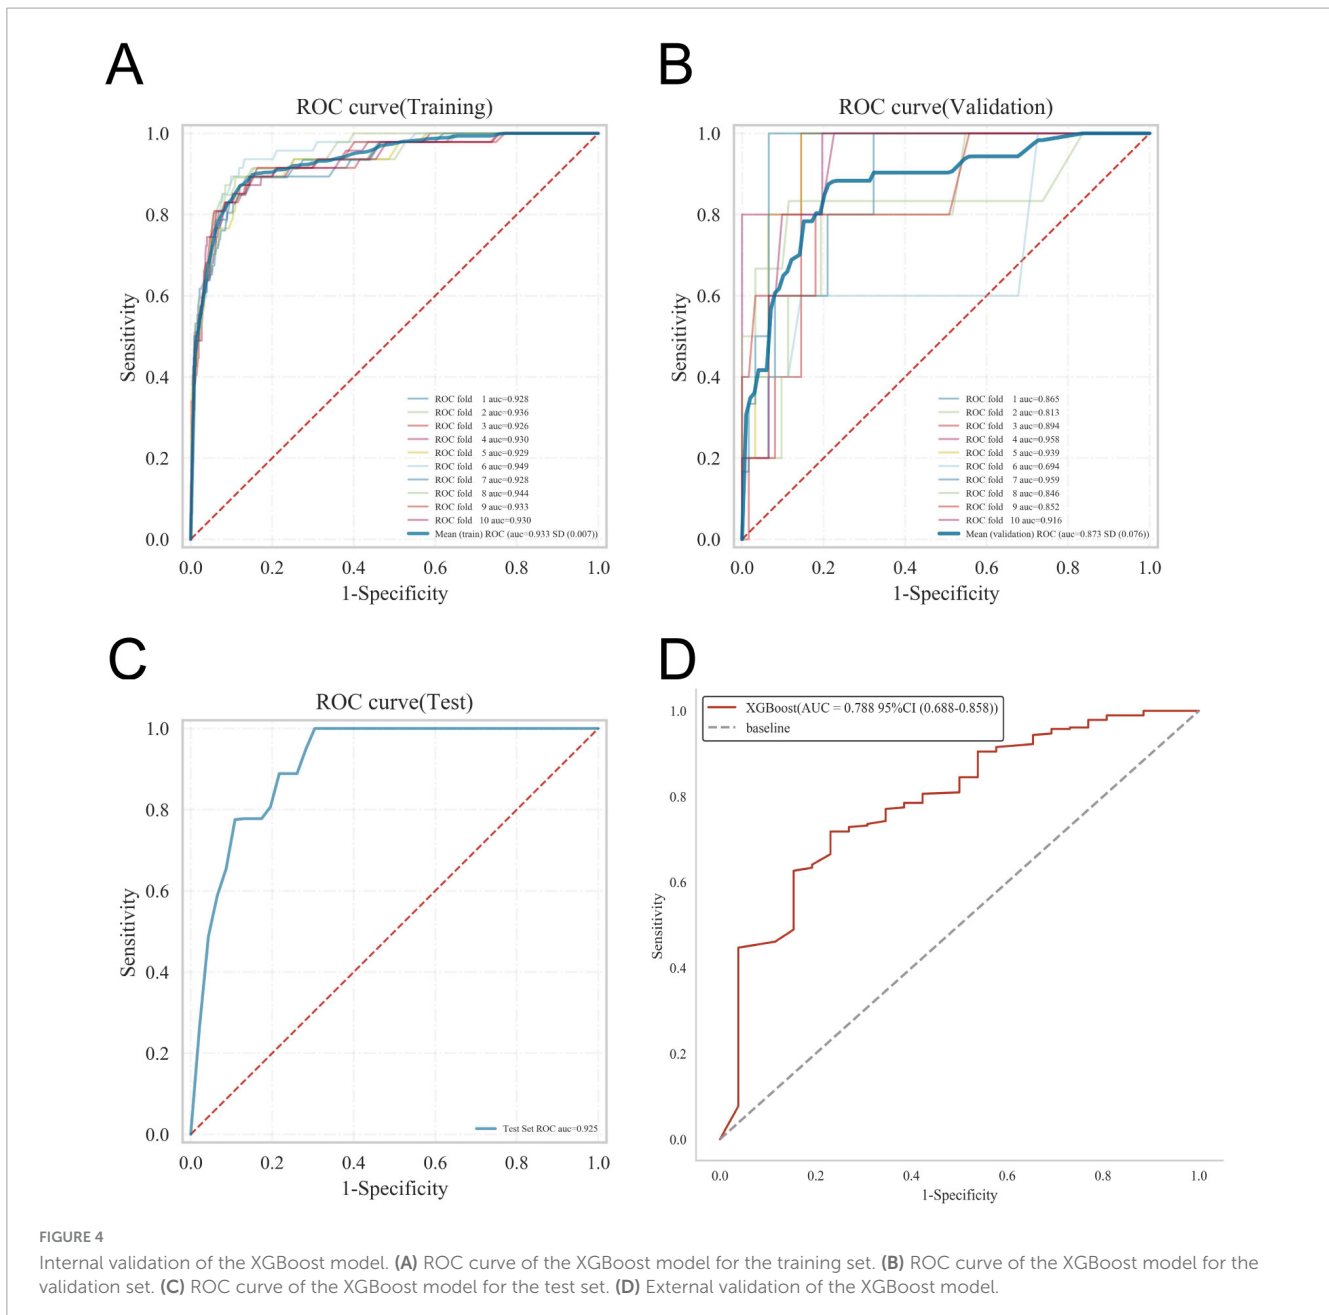 A
ROC curve(Training)
1.0
0.8
0.6
0.4
0.2
0.0
Sensitivity
ROC fold 1 auc=0.928
ROC fold 2 auc=0.936
ROC fold 3 auc=0.926
ROC fold 4 auc=0.930
ROC fold 5 auc=0.929
ROC fold 6 auc=0.949
ROC fold 7 auc=0.928
ROC fold 8 auc=0.944
ROC fold 9 auc=0.933
ROC fold 10 auc=0.930
Mean (train) ROC (auc=0.933 SD (0.007))
0.0 0.2 0.4 0.6 0.8 1.0
1-Specificity
B
ROC curve(Validation)
1.0
0.8
0.6
0.4
0.2
0.0
Sensitivity
ROC fold 1 auc=0.865
ROC fold 2 auc=0.813
ROC fold 3 auc=0.894
ROC fold 4 auc=0.958
ROC fold 5 auc=0.939
ROC fold 6 auc=0.694
ROC fold 7 auc=0.959
ROC fold 8 auc=0.846
ROC fold 9 auc=0.852
ROC fold 10 auc=0.916
Mean (validation) ROC (auc=0.873 SD (0.076))
0.0 0.2 0.4 0.6 0.8 1.0
1-Specificity
C
ROC curve(Test)
1.0
0.8
0.6
0.4
0.2
0.0
Sensitivity
Test Set ROC auc=0.925
0.0 0.2 0.4 0.6 0.8 1.0
1-Specificity
D
XGBoost(AUC = 0.788 95%CI (0.688-0.858))
baseline
1.0
0.8
0.6
0.4
0.2
0.0
Sensitivity
0.0 0.2 0.4 0.6 0.8 1.0
1-Specificity
FIGURE 4
Internal validation of the XGBoost model. (A) ROC curve of the XGBoost model for the training set. (B) ROC curve of the XGBoost model for the
validation set. (C) ROC curve of the XGBoost model for the test set. (D) External validation of the XGBoost model.